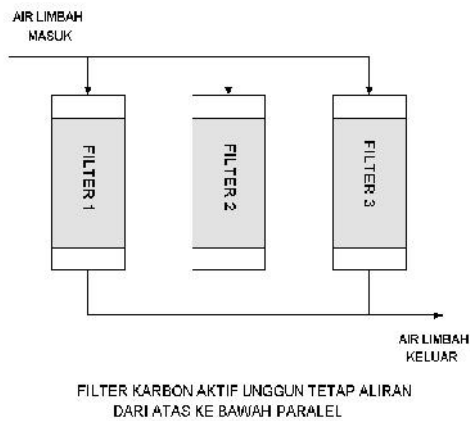 AIR LIMBAH
MASUK
FILTER 1
FILTER 2
FILTER 3
AIR LIMBAH
KELUAR
FILTER KARBON AKTIF UNGGUN TETAP ALIRAN
DARI ATAS KE BAWAH PARALEL